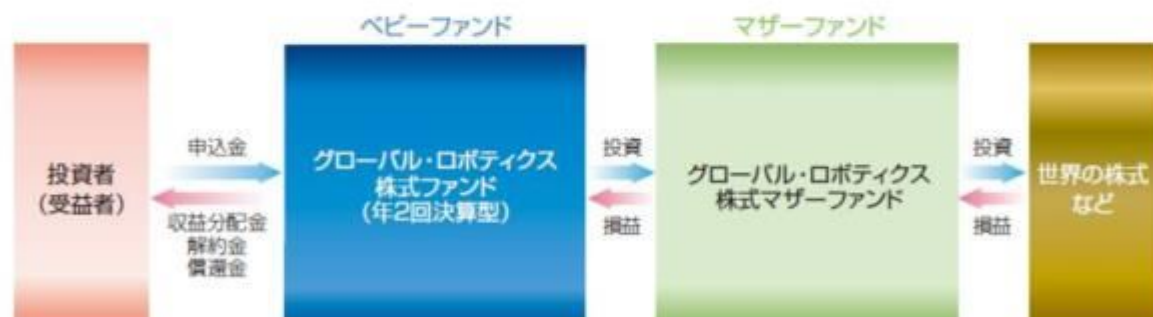 ベビーファンド
マザーファンド
投資者
(受益者)
申込金
収益分配金
解約金
償還金
グローバル・ロボティクス
株式ファンド
(年2回決算型)
投資
損益
グローバル・ロボティクス
株式マザーファンド
投資
損益
世界の株式
など